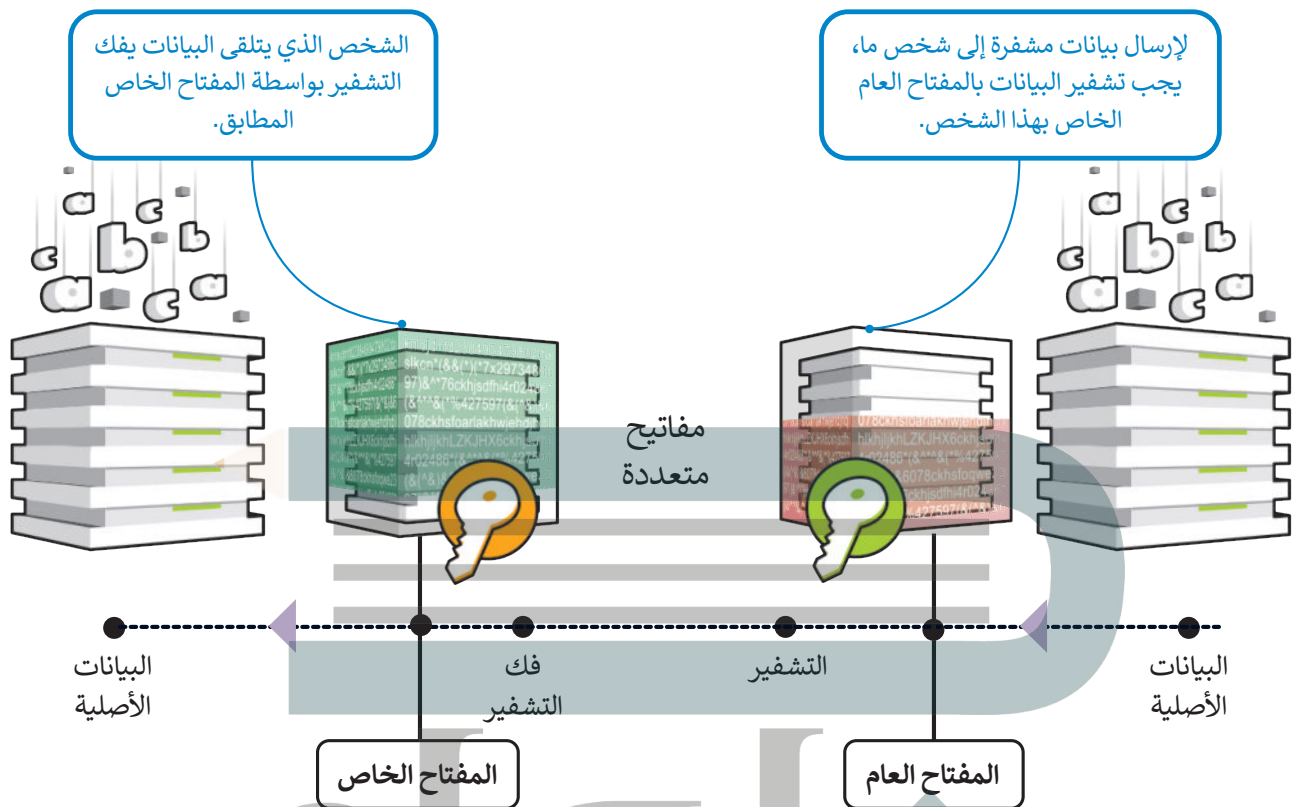 لإرسال بيانات مشفرة إلى شخص ما،
يجب تشفير البيانات بالمفتاح العام
الخاص بهذا الشخص.
الشخص الذي يتلقى البيانات يفك
التشفير بواسطة المفتاح الخاص
المطابق.
مفاتيح
متعددة
البيانات
الأصلية
التشفير
فك
التشفير
البيانات
الأصلية
المفتاح العام
المفتاح الخاص